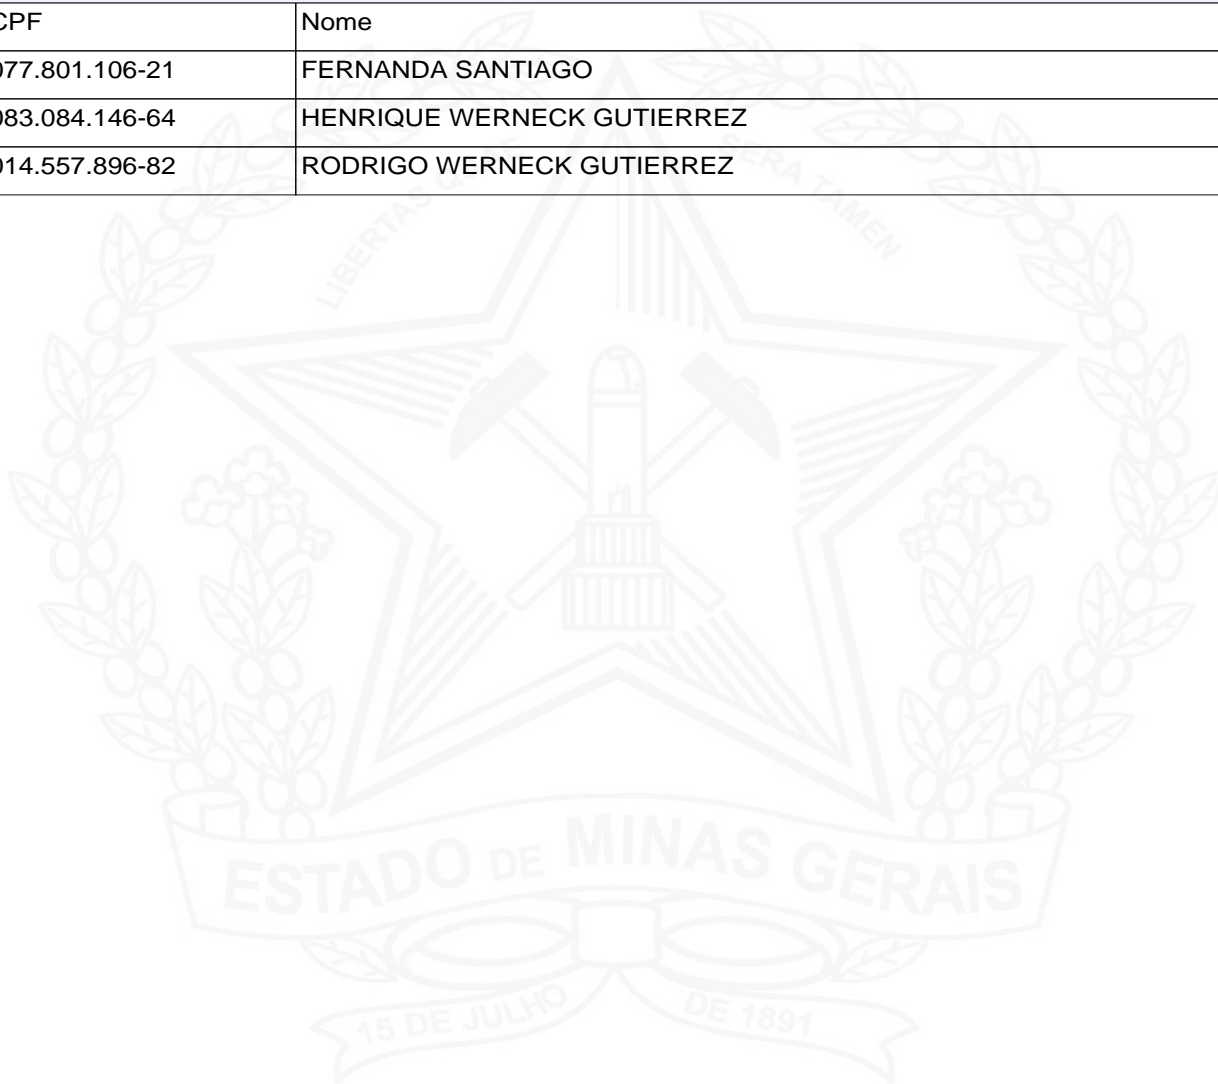 CPF Nome
077.801.106-21 FERNANDA SANTIAGO
083.084.146-64 HENRIQUE WERNECK GUTIERREZ
014.557.896-82 RODRIGO WERNECK GUTIERREZ
LIBERTAS QUÆ SERA TAMEN
ESTADO DE MINAS GERAIS
15 DE JULHO DE 1891